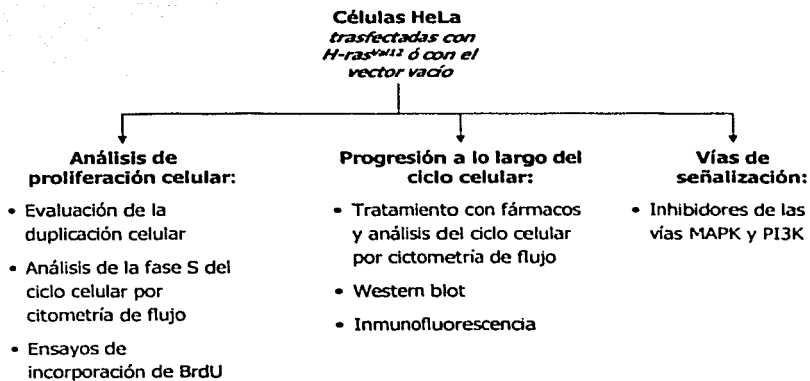 Células HeLa
trasfectadas con
H-rasVal12 ó con el
vector vacío
Análisis de
proliferación celular:
• Evaluación de la
duplicación celular
• Análisis de la fase S del
ciclo celular por
citometría de flujo
• Ensayos de
incorporación de BrdU
Progresión a lo largo del
ciclo celular:
• Tratamiento con fármacos
y análisis del ciclo celular
por cictometría de flujo
• Western blot
• Inmunofluorescencia
Vías de
señalización:
• Inhibidores de las
vías MAPK y PI3K